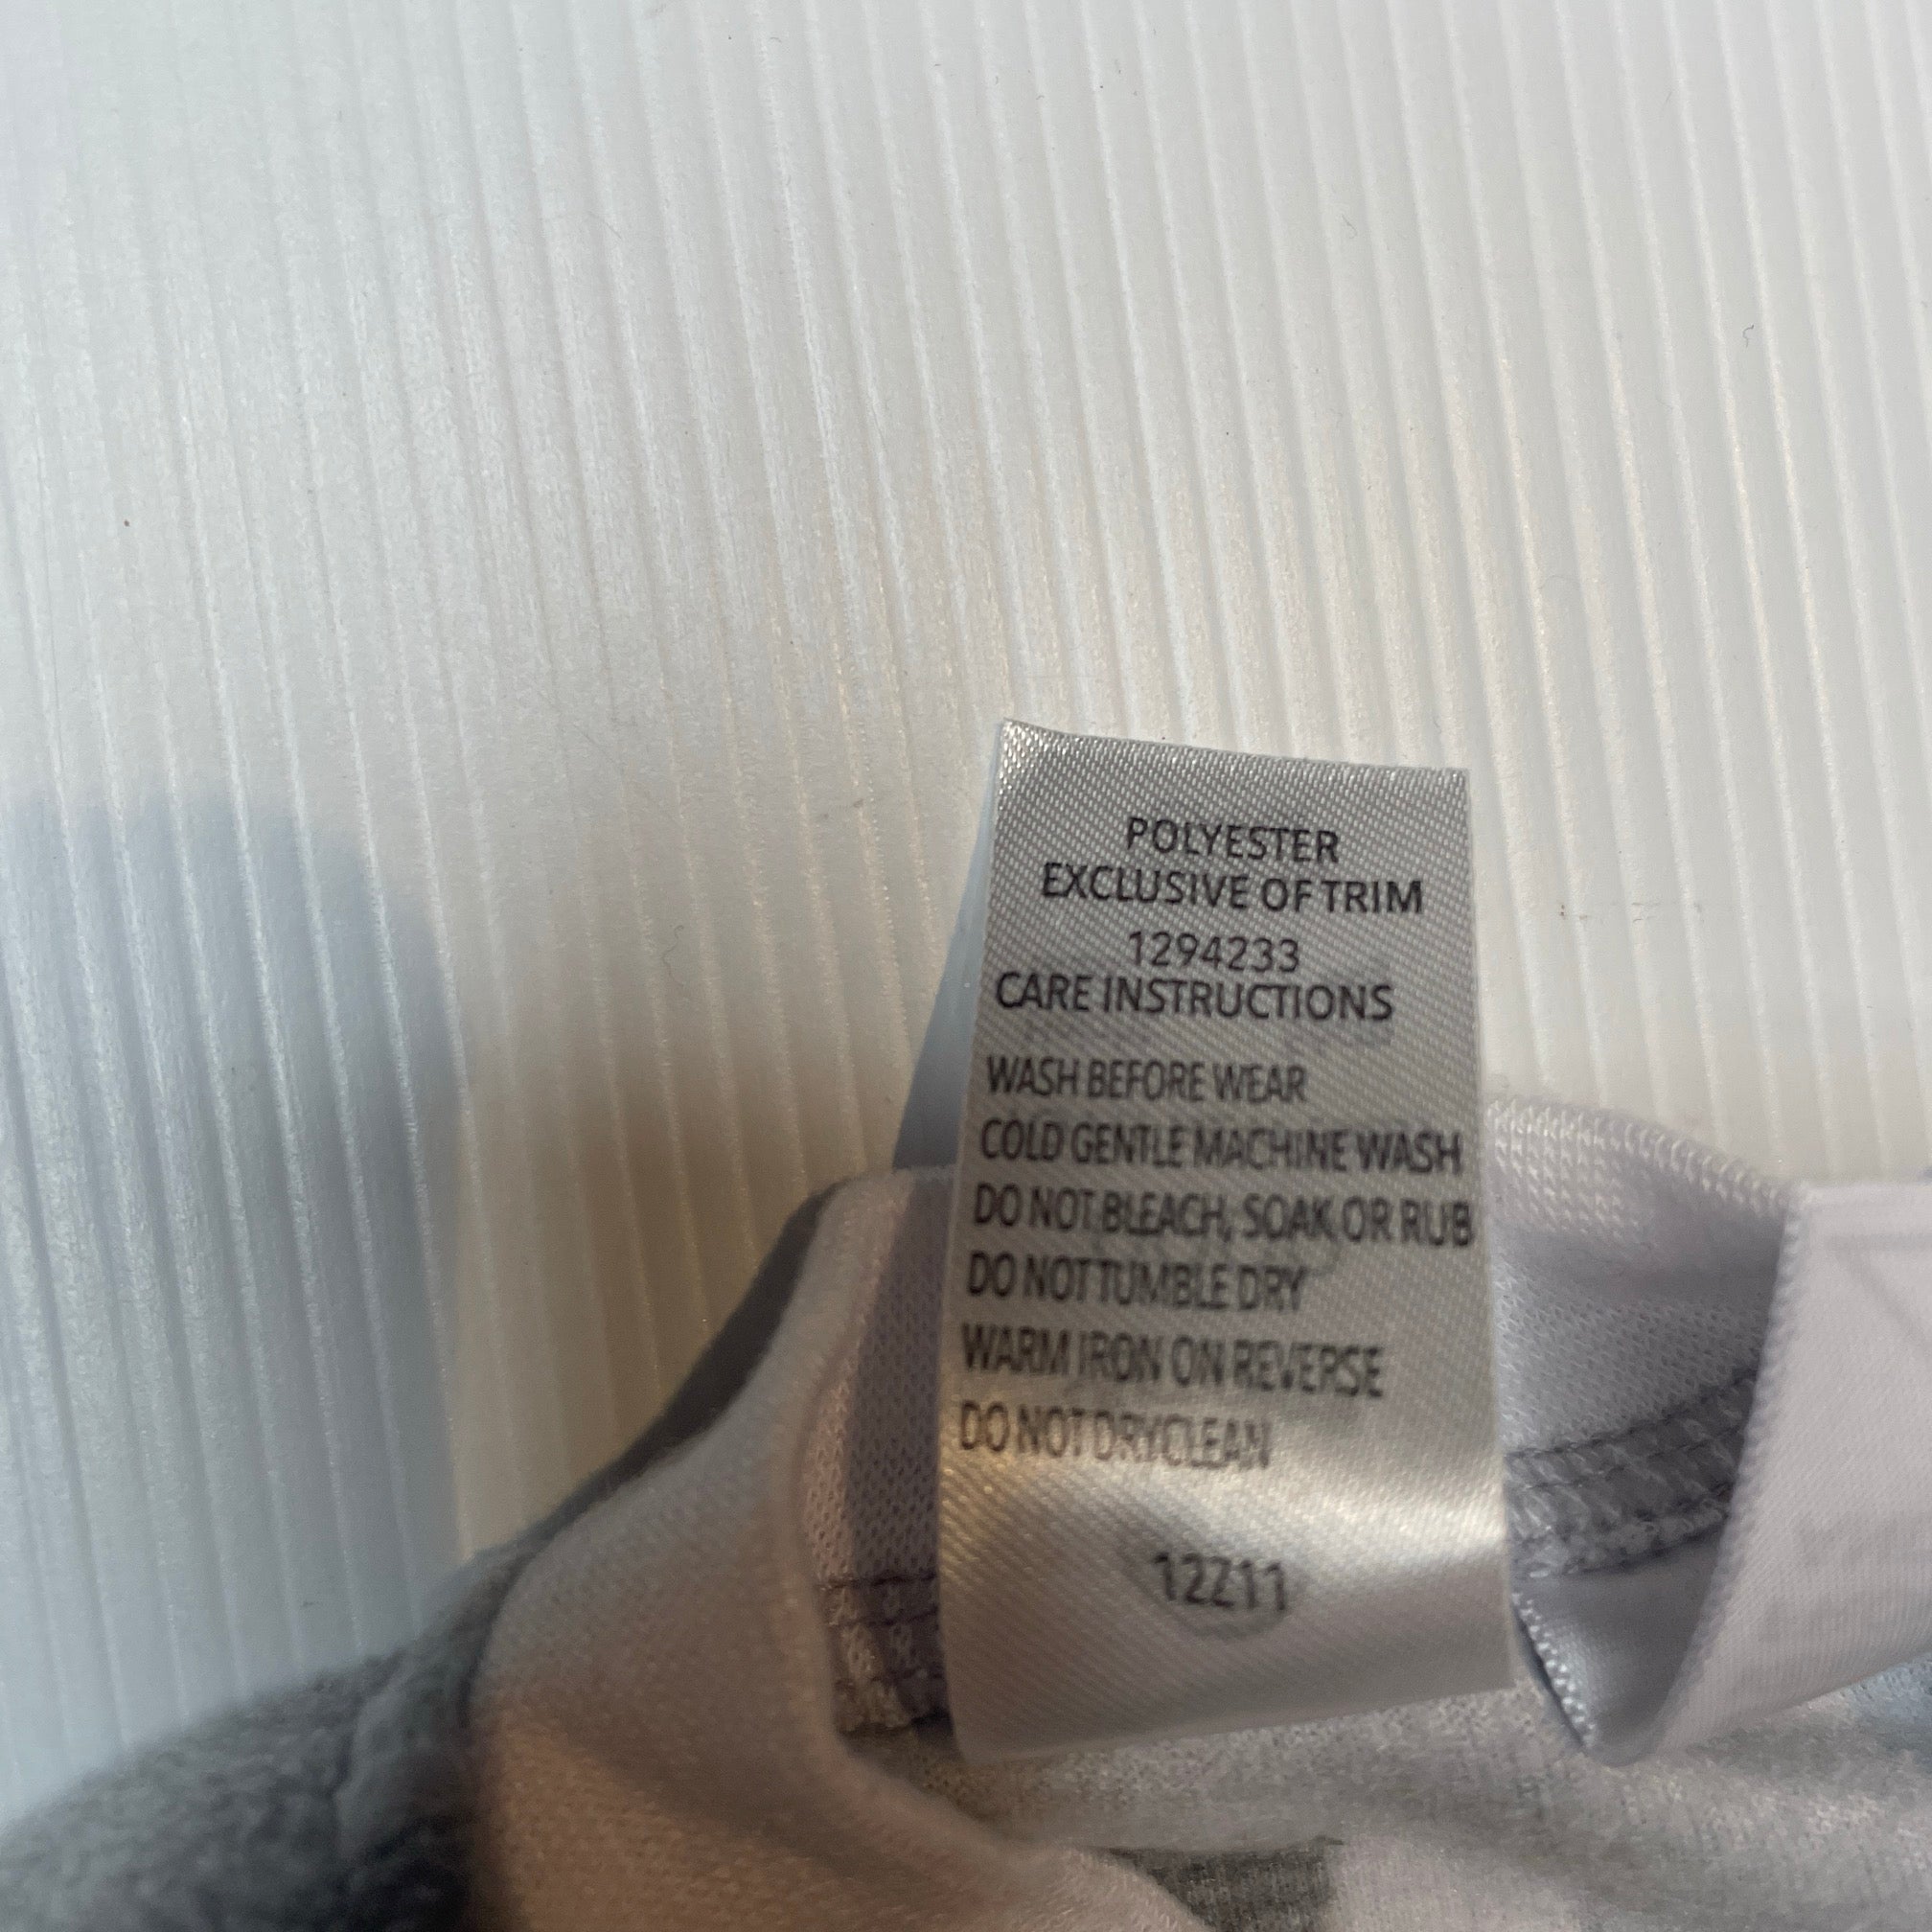 POLYESTER
EXCLUSIVE OF TRIM
1294233
CARE INSTRUCTIONS
WASH BEFORE WEAR
COLD GENTLE MACHINE WASH
DO NOT BLEACH, SOAK OR RUB
DO NOT TUMBLE DRY
WARM IRON ON REVERSE
DO NOT DRYCLEAN
12Z11